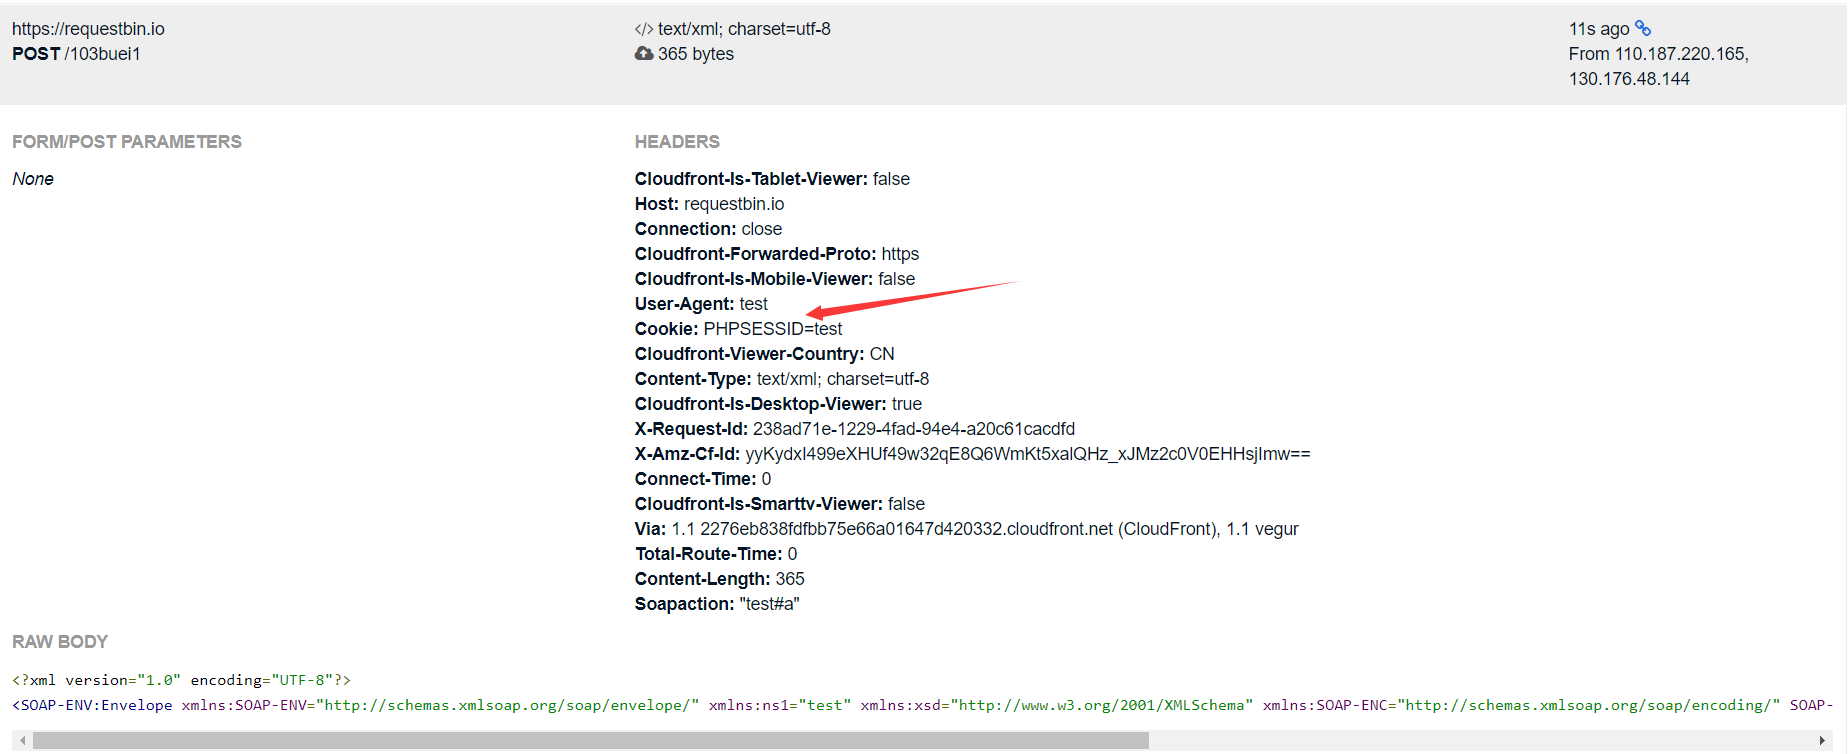 https://requestbin.io
POST /103buei1
</> text/xml; charset=utf-8
365 bytes
11s ago
From 110.187.220.165,
130.176.48.144
FORM/POST PARAMETERS
None
HEADERS
Cloudfront-Is-Tablet-Viewer: false
Host: requestbin.io
Connection: close
Cloudfront-Forwarded-Proto: https
Cloudfront-Is-Mobile-Viewer: false
User-Agent: test
Cookie: PHPSESSID=test
Cloudfront-Viewer-Country: CN
Content-Type: text/xml; charset=utf-8
Cloudfront-Is-Desktop-Viewer: true
X-Request-Id: 238ad71e-1229-4fad-94e4-a20c61cacdfd
X-Amz-Cf-Id: yyKydxI499eXHUf49w32qE8Q6WmKt5xalQHz_xJMz2c0V0EHHsjImw==
Connect-Time: 0
Cloudfront-Is-Smarttv-Viewer: false
Via: 1.1 2276eb838fdfbb75e66a01647d420332.cloudfront.net (CloudFront), 1.1 vegur
Total-Route-Time: 0
Content-Length: 365
Soapaction: "test#a"
RAW BODY
<?xml version="1.0" encoding="UTF-8"?>
<SOAP-ENV:Envelope xmlns:SOAP-ENV="http://schemas.xmlsoap.org/soap/envelope/" xmlns:ns1="test" xmlns:xsd="http://www.w3.org/2001/XMLSchema" xmlns:SOAP-ENC="http://schemas.xmlsoap.org/soap/encoding/" SOAP-